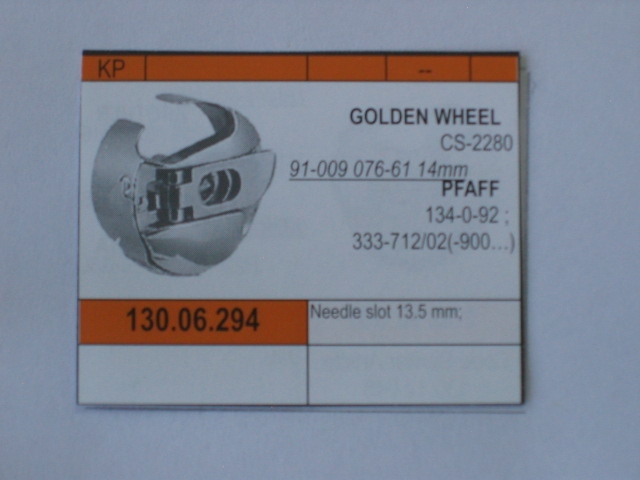 KP
--
GOLDEN WHEEL
CS-2280
91-009 076-61 14mm
PFAFF
134-0-92 ;
333-712/02(-900...)
130.06.294
Needle slot 13.5 mm;